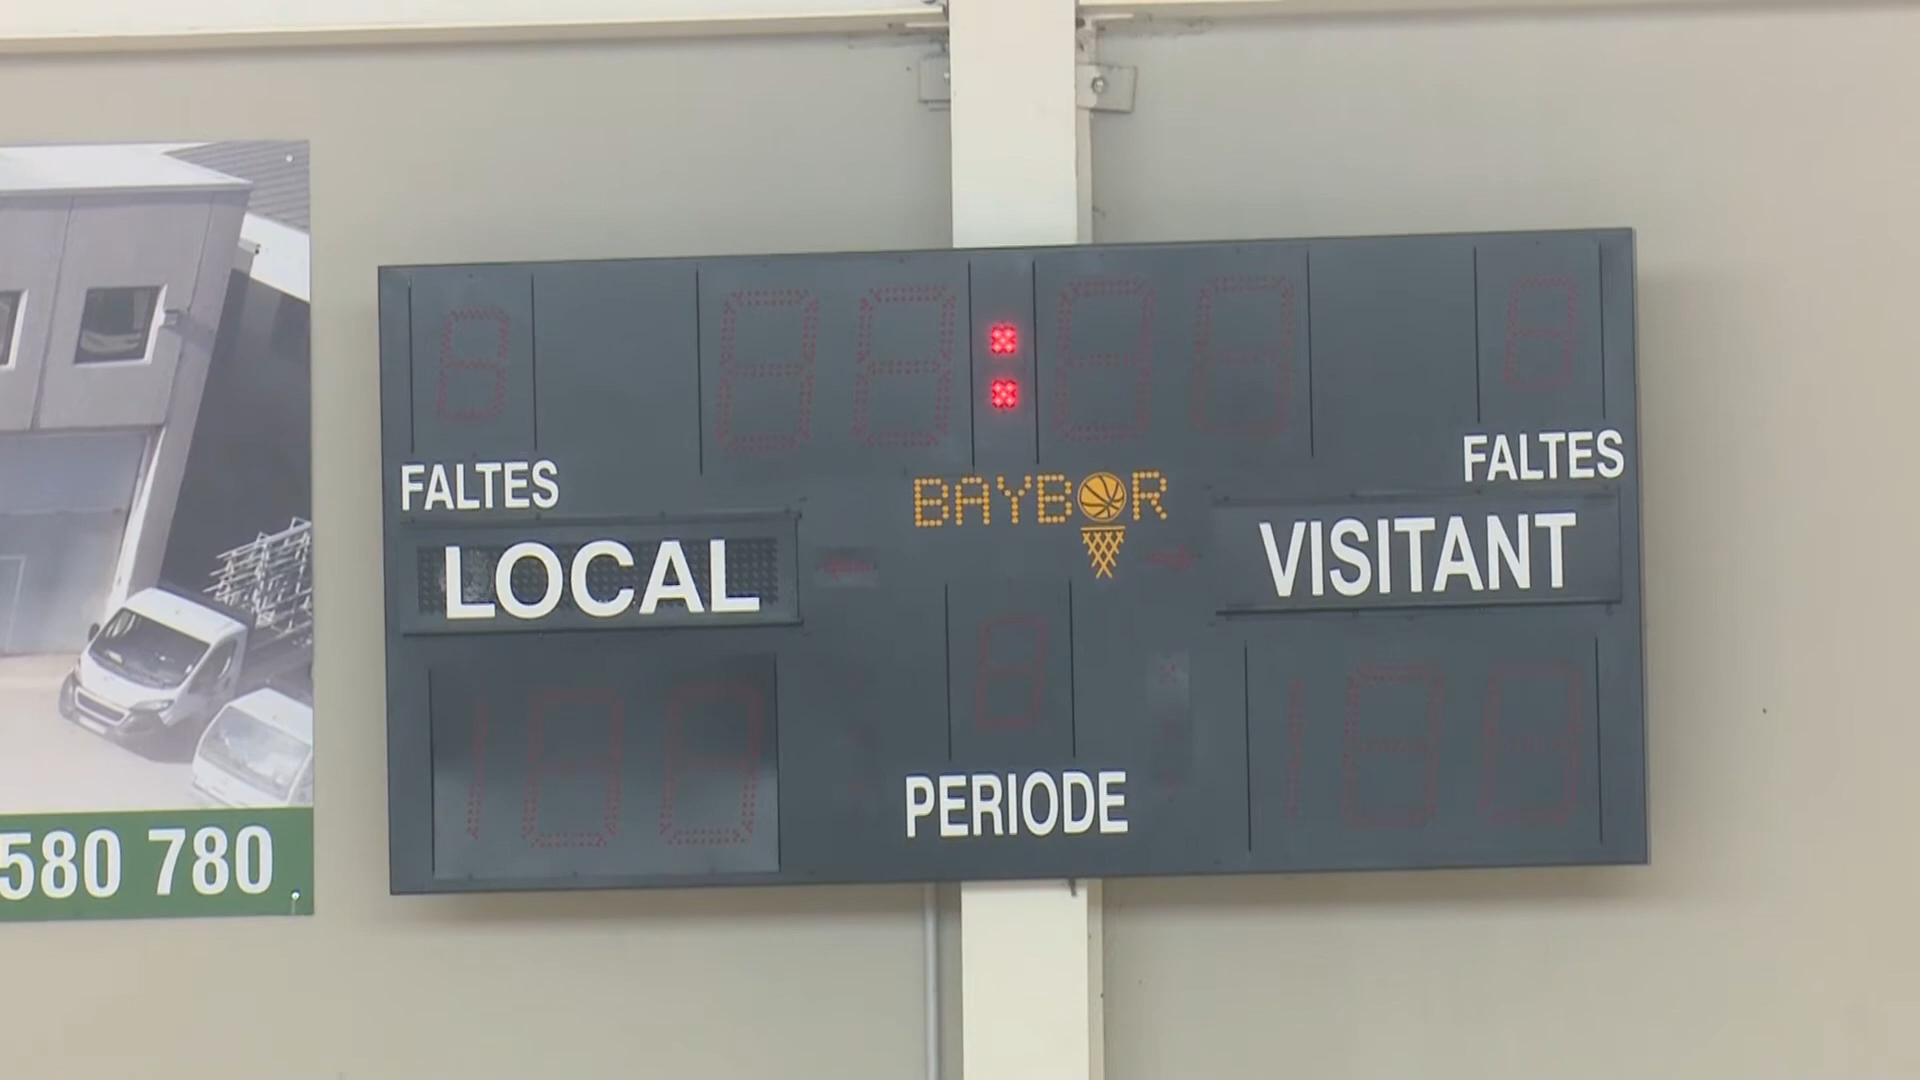 FALTES
FALTES
BAYBOR
LOCAL
VISITANT
PERIODE
580 780